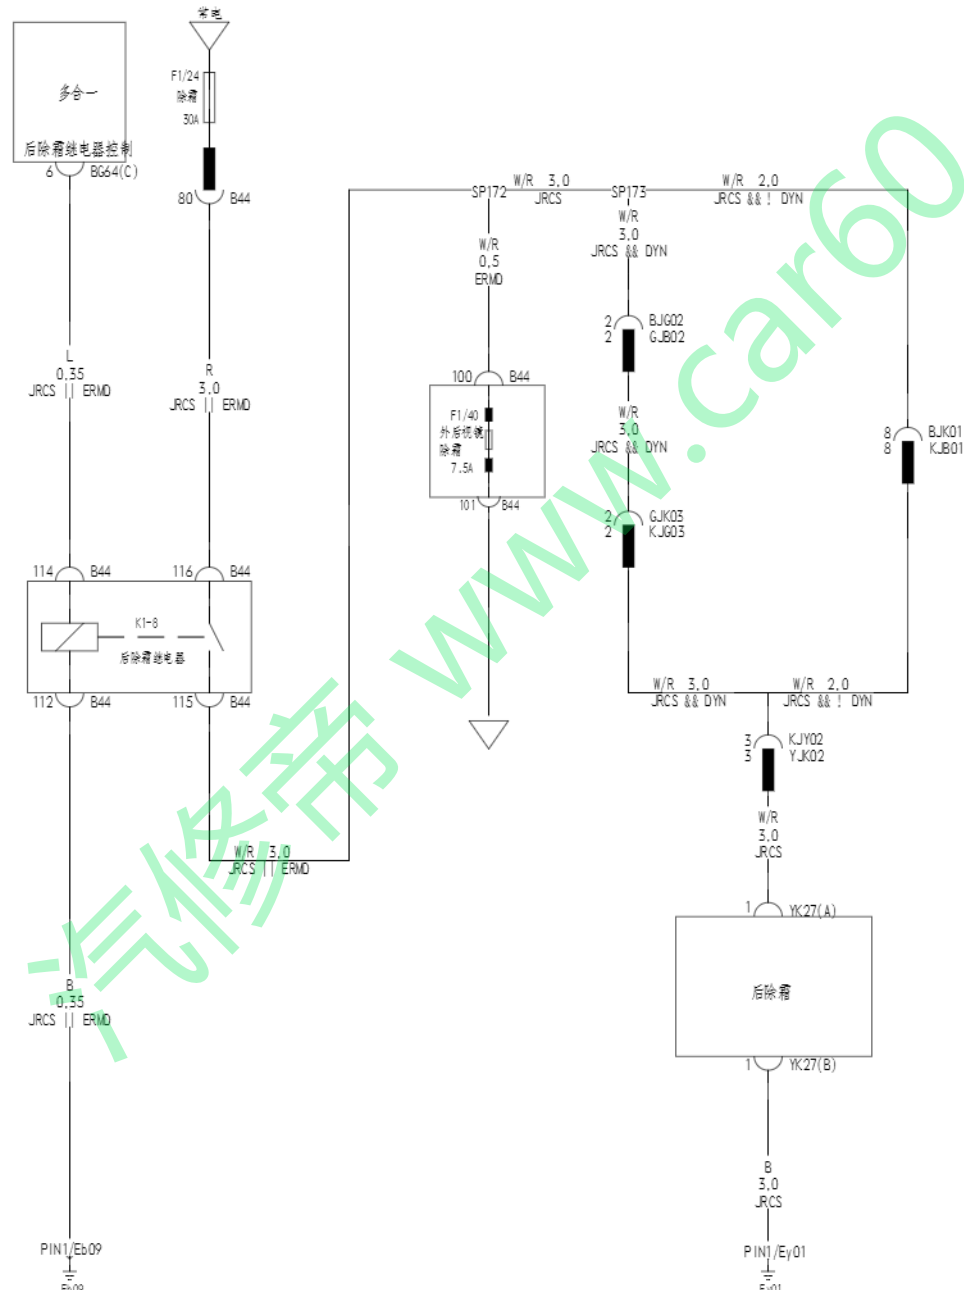 常电
F1/24
除霜
30A
多合一
后除霜继电器控制
6 BG64(C)
80 B44
SP172 W/R 3.0 SP173 W/R 2.0
JRCS JRCS && ! DYN
W/R
3.0
JRCS && DYN
W/R
0.5
ERMD
2 BJG02
2 GJB02
L
0.35
JRCS || ERMD
R
3.0
JRCS || ERMD
100 B44
F1/40
外后视镜
除霜
7.5A
101 B44
W/R
3.0
JRCS && DYN
8 BJK01
8 KJB01
2 GJK03
2 KJG03
114 B44
116 B44
K1-8
后除霜继电器
112 B44
115 B44
W/R 3.0
JRCS && DYN
W/R 2.0
JRCS && ! DYN
3 KJY02
3 YJK02
W/R
3.0
JRCS
W/R 3.0
JRCS || ERMD
1 YK27(A)
后除霜
1 YK27(B)
B
0.35
JRCS || ERMD
B
3.0
JRCS
PIN1/Eb09
Eb09
PIN1/Ey01
Ey01
汽修帝 www.car60